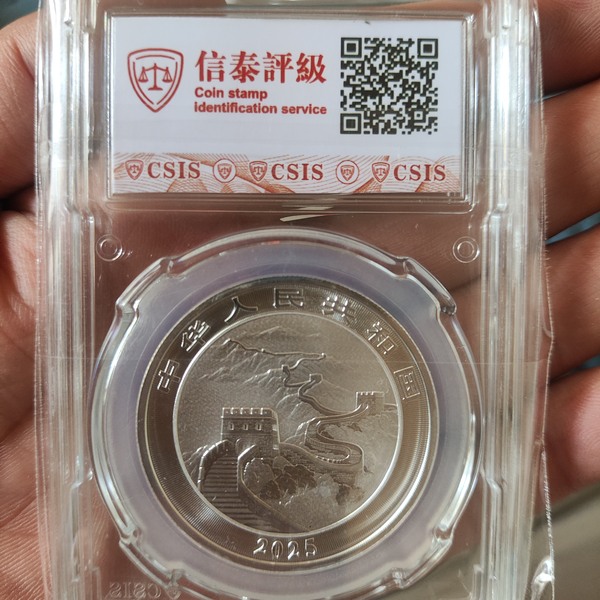 信泰評級
Coin stamp
identification service
CSIS CSIS CSIS
中华人民共和国
2025
CSIS